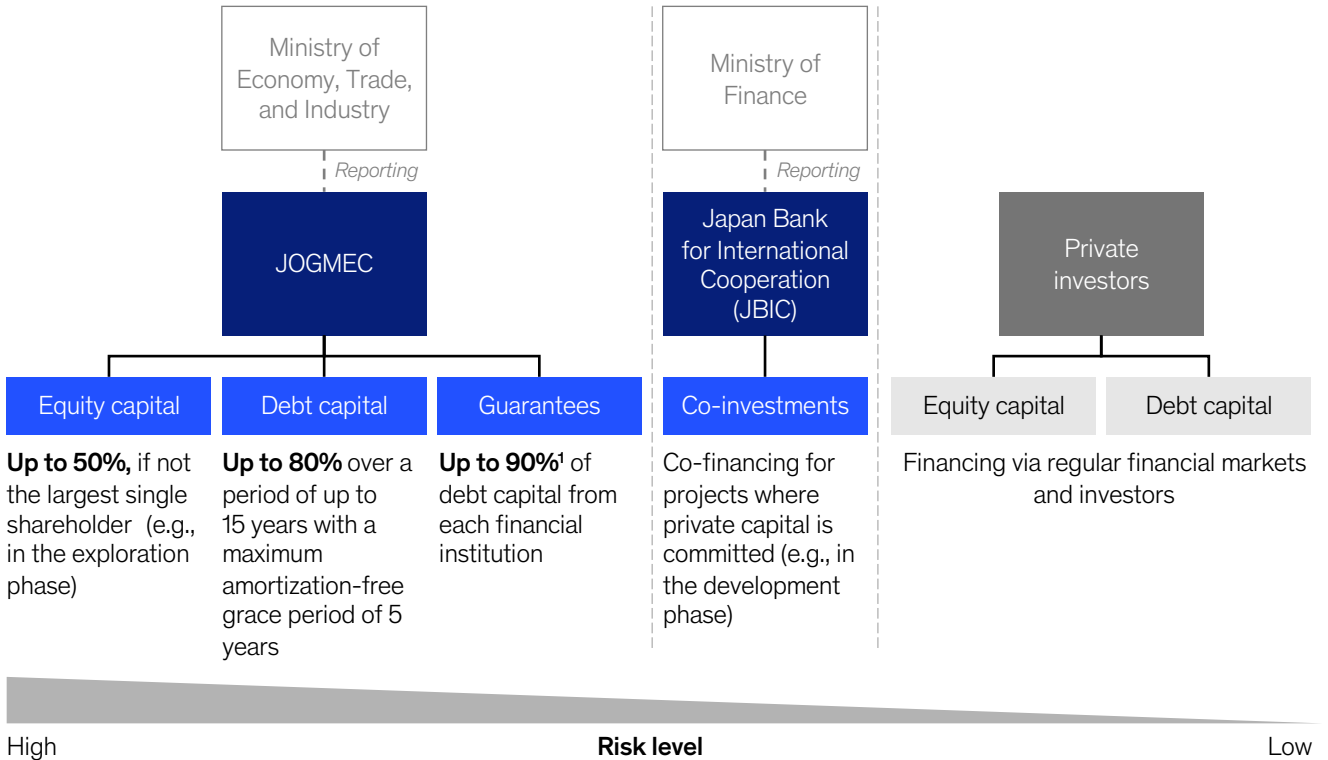 Ministry of
Economy, Trade,
and Industry
Ministry of
Finance
Reporting
Reporting
JOGMEC
Japan Bank
for International
Cooperation
(JBIC)
Private
investors
Equity capital
Debt capital
Guarantees
Co-investments
Equity capital
Debt capital
Up to 50%, if not
the largest single
shareholder (e.g.,
in the exploration
phase)
Up to 80% over a
period of up to
15 years with a
maximum
amortization-free
grace period of 5
years
Up to 90%¹ of
debt capital from
each financial
institution
Co-financing for
projects where
private capital is
committed (e.g., in
the development
phase)
Financing via regular financial markets
and investors
High
Risk level
Low